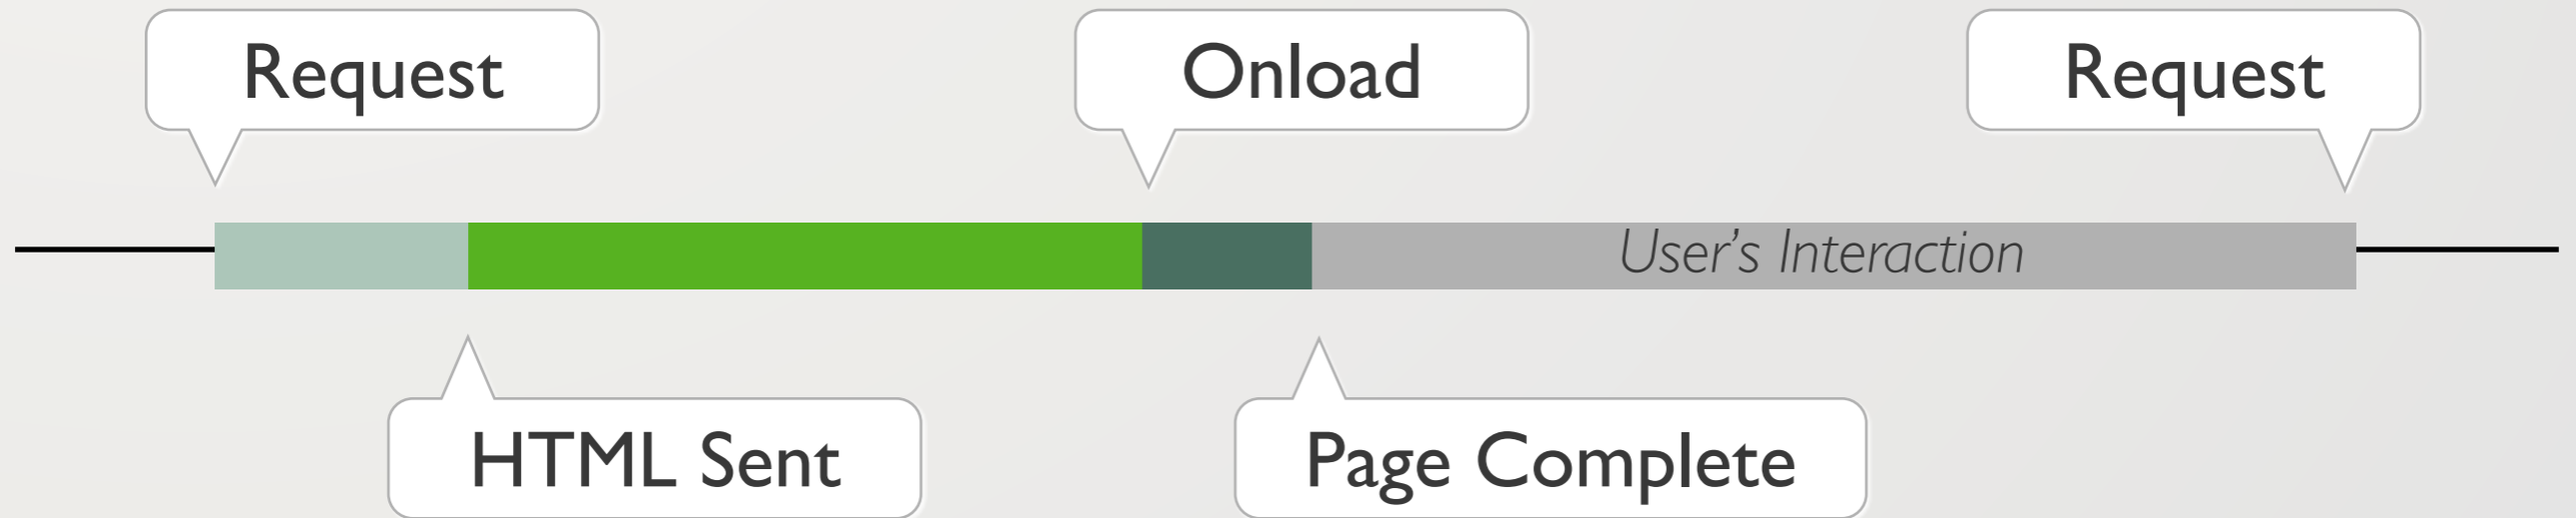 Request
Onload
Request
User’s Interaction
HTML Sent
Page Complete